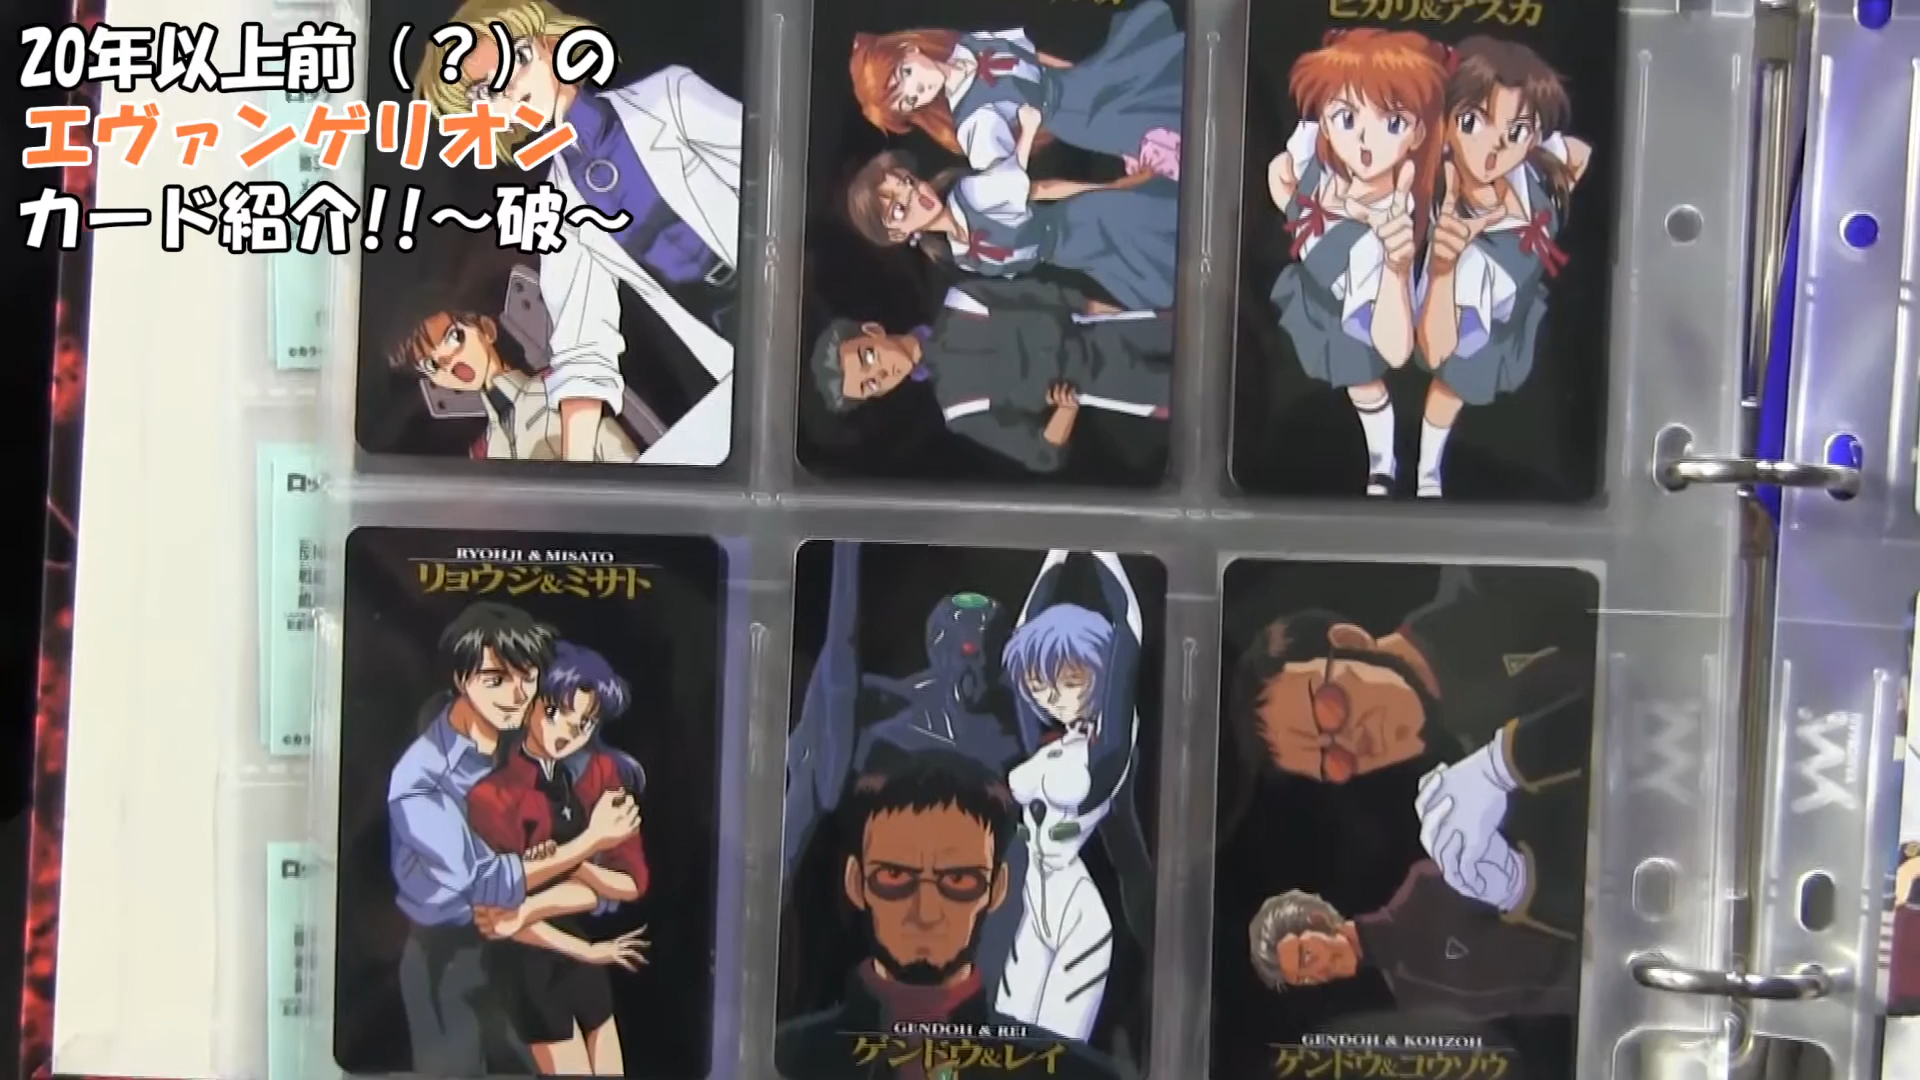 20年以上前（？）の
エヴァンゲリオン
カード紹介!!～破～
ヒカリ&アスカ
RYOHJI & MISATO
リョウジ&ミサト
GENDOH & REI
ゲンドウ&レイ
GENDOH & KOHZOH
ゲンドウ&コウゾウ